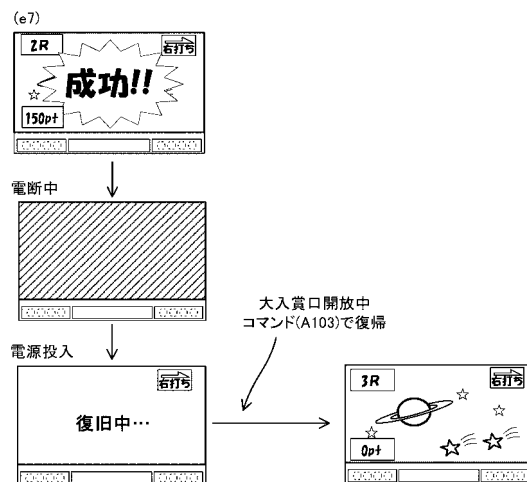 (e7)
2R
右打ち
成功!!
150pt
電断中
電源投入
大入賞口開放中
コマンド(A103)で復帰
右打ち
復旧中…
3R
右打ち
0pt